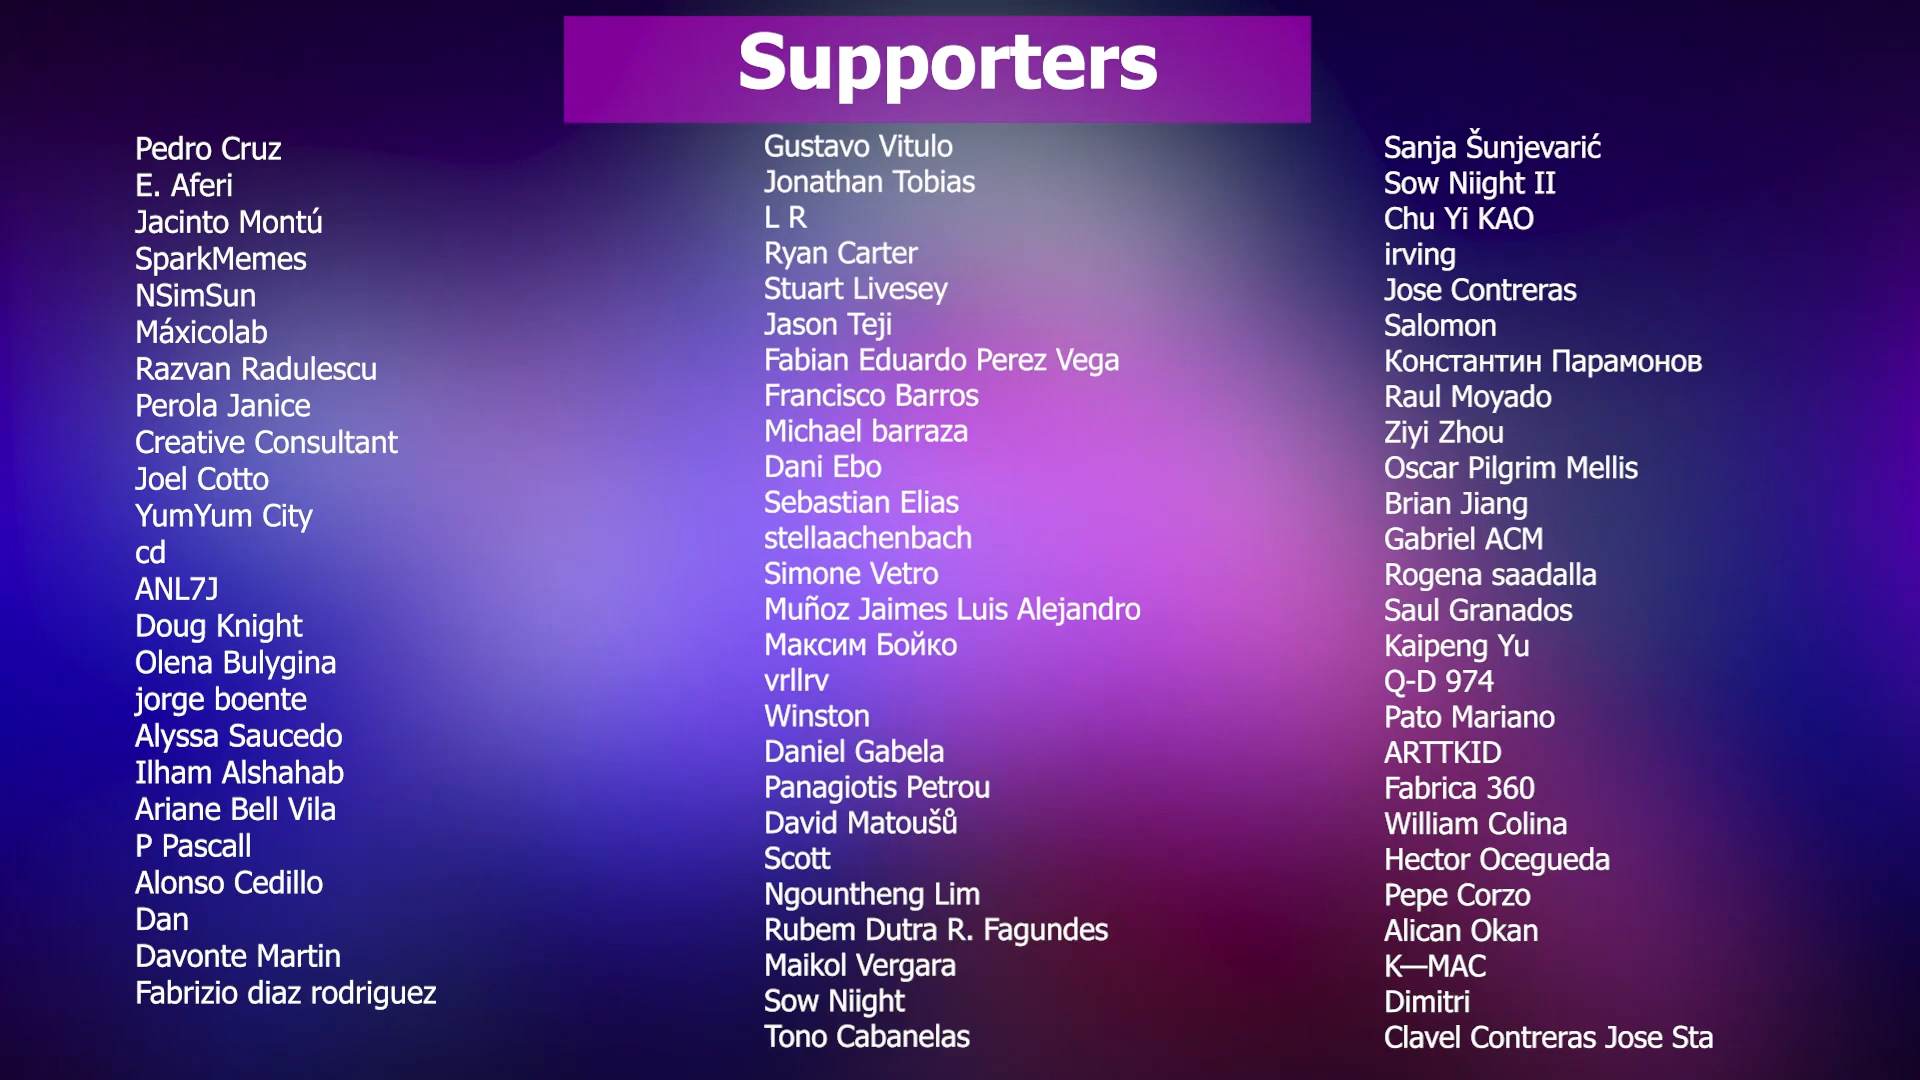 Supporters
Pedro Cruz
E. Aferi
Jacinto Montú
SparkMemes
NSimSun
Máxicolab
Razvan Radulescu
Perola Janice
Creative Consultant
Joel Cotto
YumYum City
cd
ANL7J
Doug Knight
Olena Bulygina
jorge boente
Alyssa Saucedo
Ilham Alshahab
Ariane Bell Vila
P Pascall
Alonso Cedillo
Dan
Davonte Martin
Fabrizio diaz rodriguez
Gustavo Vitulo
Jonathan Tobias
L R
Ryan Carter
Stuart Livesey
Jason Teji
Fabian Eduardo Perez Vega
Francisco Barros
Michael barraza
Dani Ebo
Sebastian Elias
stellaachenbach
Simone Vetro
Muñoz Jaimes Luis Alejandro
Максим Бойко
vrllrv
Winston
Daniel Gabela
Panagiotis Petrou
David Matoušů
Scott
Ngountheng Lim
Rubem Dutra R. Fagundes
Maikol Vergara
Sow Niight
Tono Cabanelas
Sanja Šunjevarić
Sow Niight II
Chu Yi KAO
irving
Jose Contreras
Salomon
Константин Парамонов
Raul Moyado
Ziyi Zhou
Oscar Pilgrim Mellis
Brian Jiang
Gabriel ACM
Rogena saadalla
Saul Granados
Kaipeng Yu
Q-D 974
Pato Mariano
ARTTKID
Fabrica 360
William Colina
Hector Ocegueda
Pepe Corzo
Alican Okan
K—MAC
Dimitri
Clavel Contreras Jose Sta